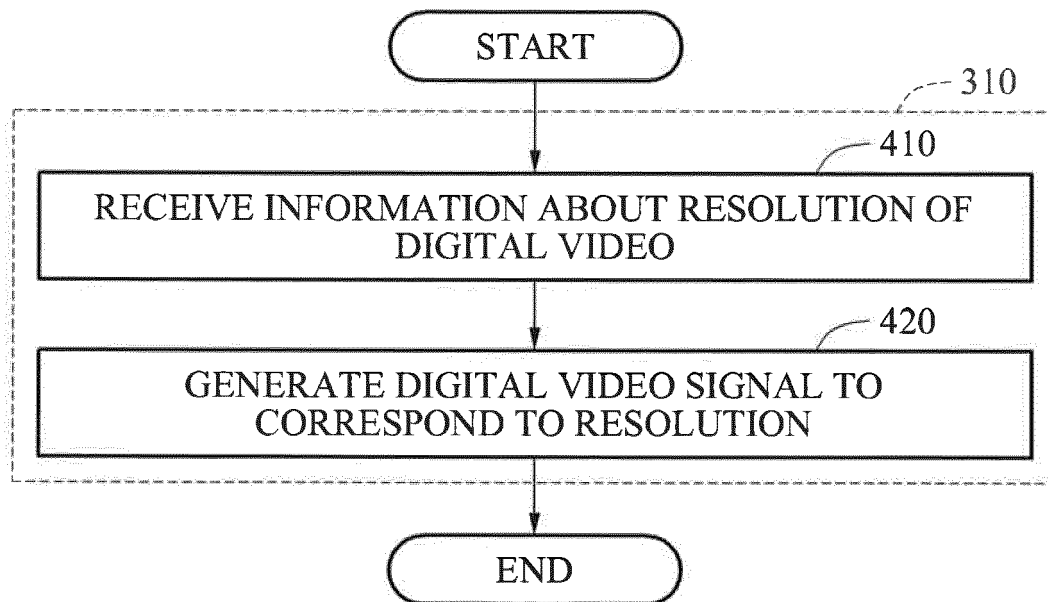 START
310
410
RECEIVE INFORMATION ABOUT RESOLUTION OF
DIGITAL VIDEO
420
GENERATE DIGITAL VIDEO SIGNAL TO
CORRESPOND TO RESOLUTION
END